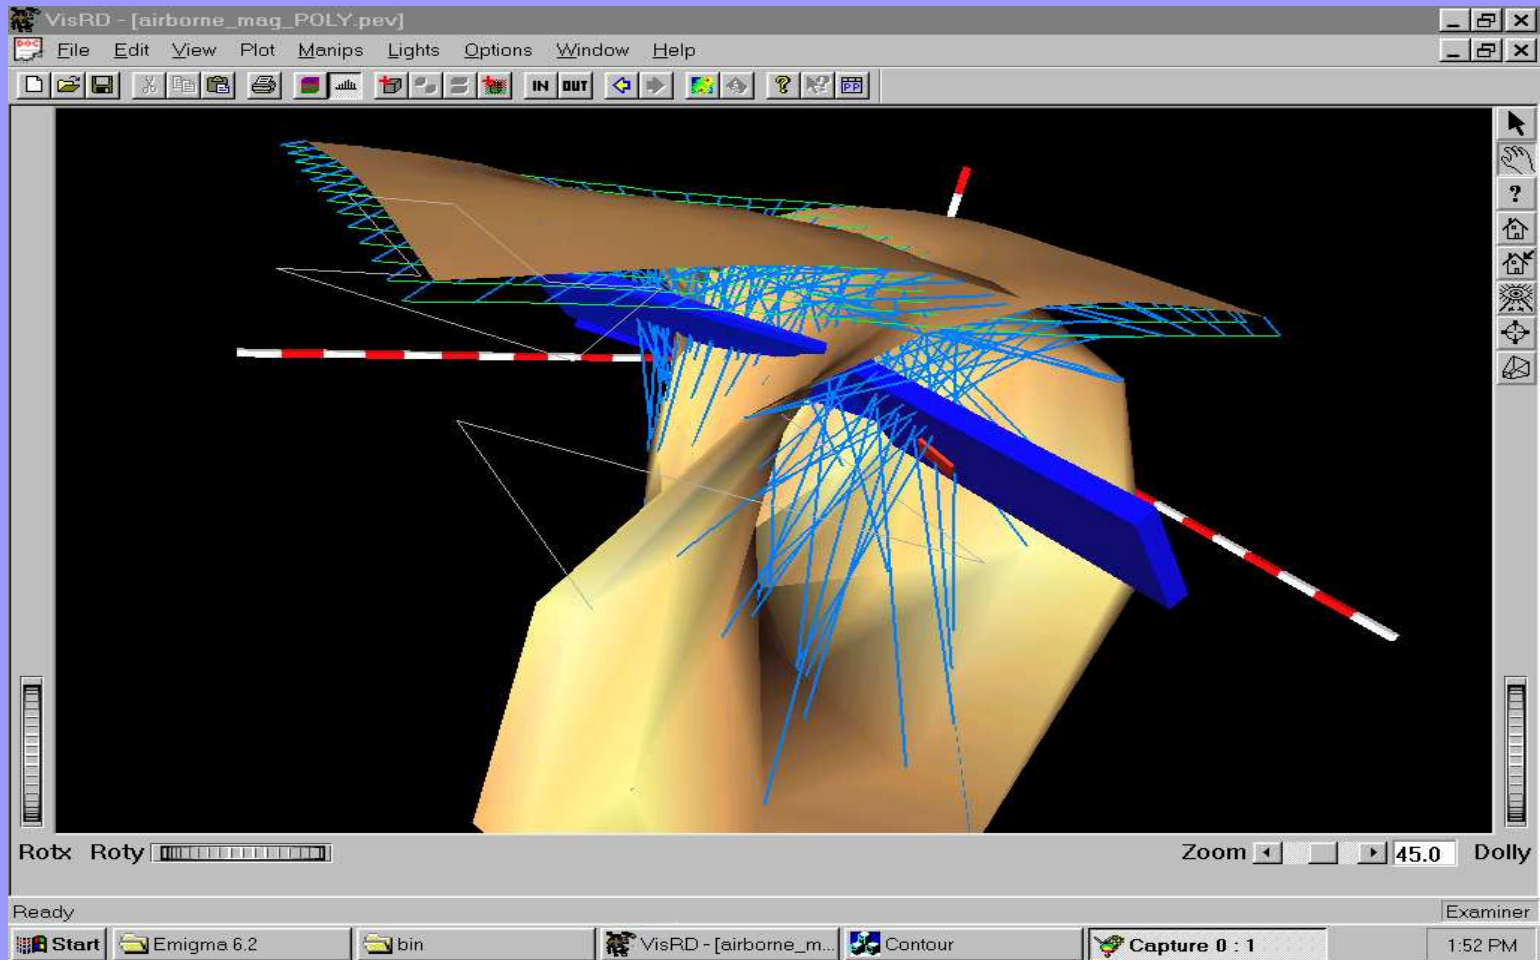 VisRD - [airborne_mag_POLY.pev]
File Edit View Plot Manips Lights Options Window Help
IN OUT ? ? PP
?
Rotx Roty Zoom 45.0 Dolly
Ready Examiner
Start Emigma 6.2 bin VisRD - [airborne_m... Contour Capture 0 : 1 1:52 PM